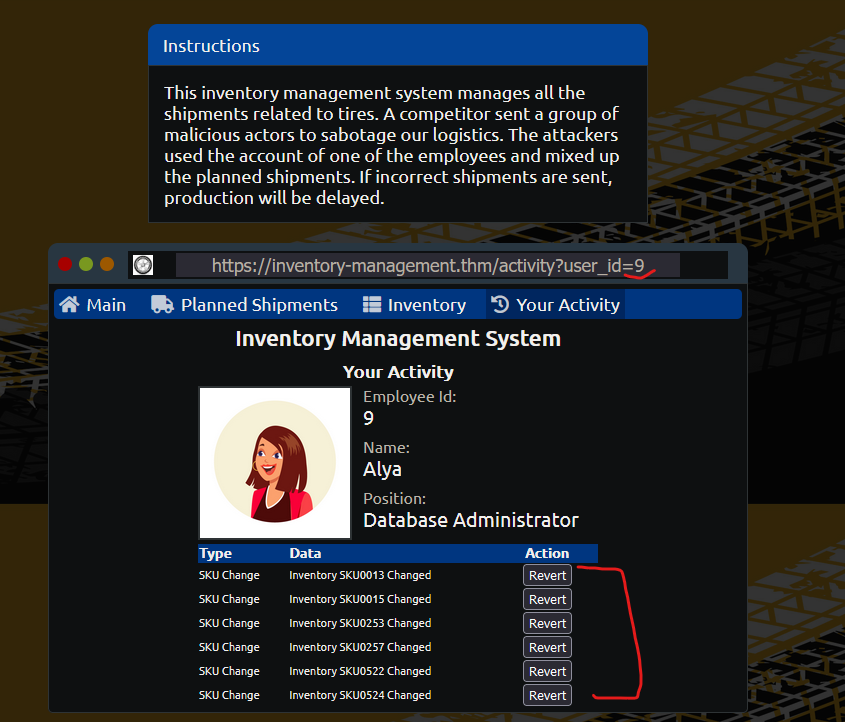 Instructions
This inventory management system manages all the
shipments related to tires. A competitor sent a group of
malicious actors to sabotage our logistics. The attackers
used the account of one of the employees and mixed up
the planned shipments. If incorrect shipments are sent,
production will be delayed.
https://inventory-management.thm/activity?user_id=9
Main Planned Shipments Inventory Your Activity
Inventory Management System
Your Activity
Employee Id:
9
Name:
Alya
Position:
Database Administrator
Type Data Action
SKU Change Inventory SKU0013 Changed Revert
SKU Change Inventory SKU0015 Changed Revert
SKU Change Inventory SKU0253 Changed Revert
SKU Change Inventory SKU0257 Changed Revert
SKU Change Inventory SKU0522 Changed Revert
SKU Change Inventory SKU0524 Changed Revert